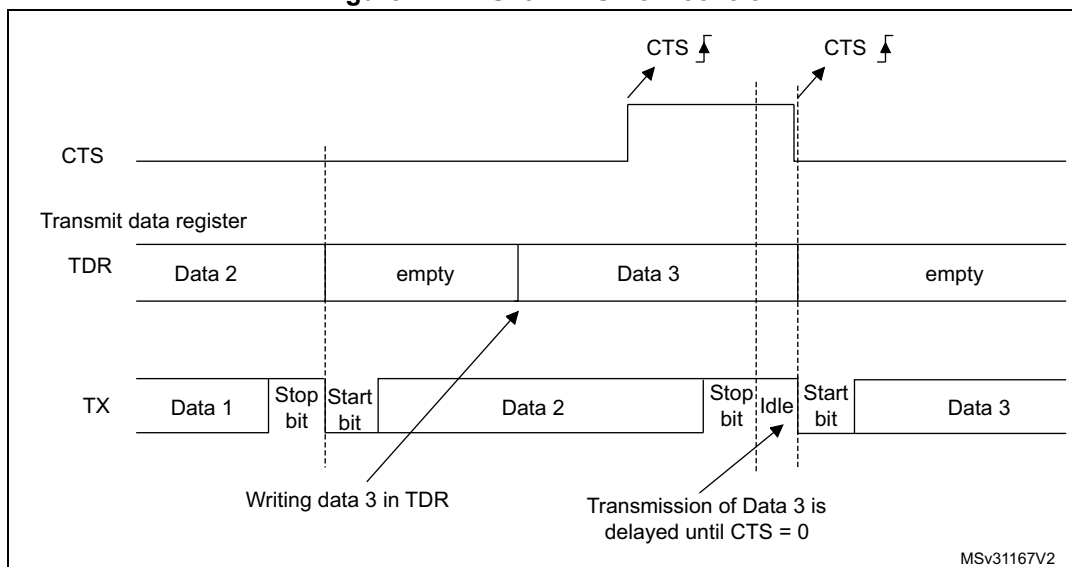 CTS CTS
CTS
Transmit data register
TDR Data 2 empty Data 3 empty
TX Data 1 Stop bit Start bit Data 2 Stop bit Idle Start bit Data 3
Writing data 3 in TDR
Transmission of Data 3 is
delayed until CTS = 0
MSv31167V2